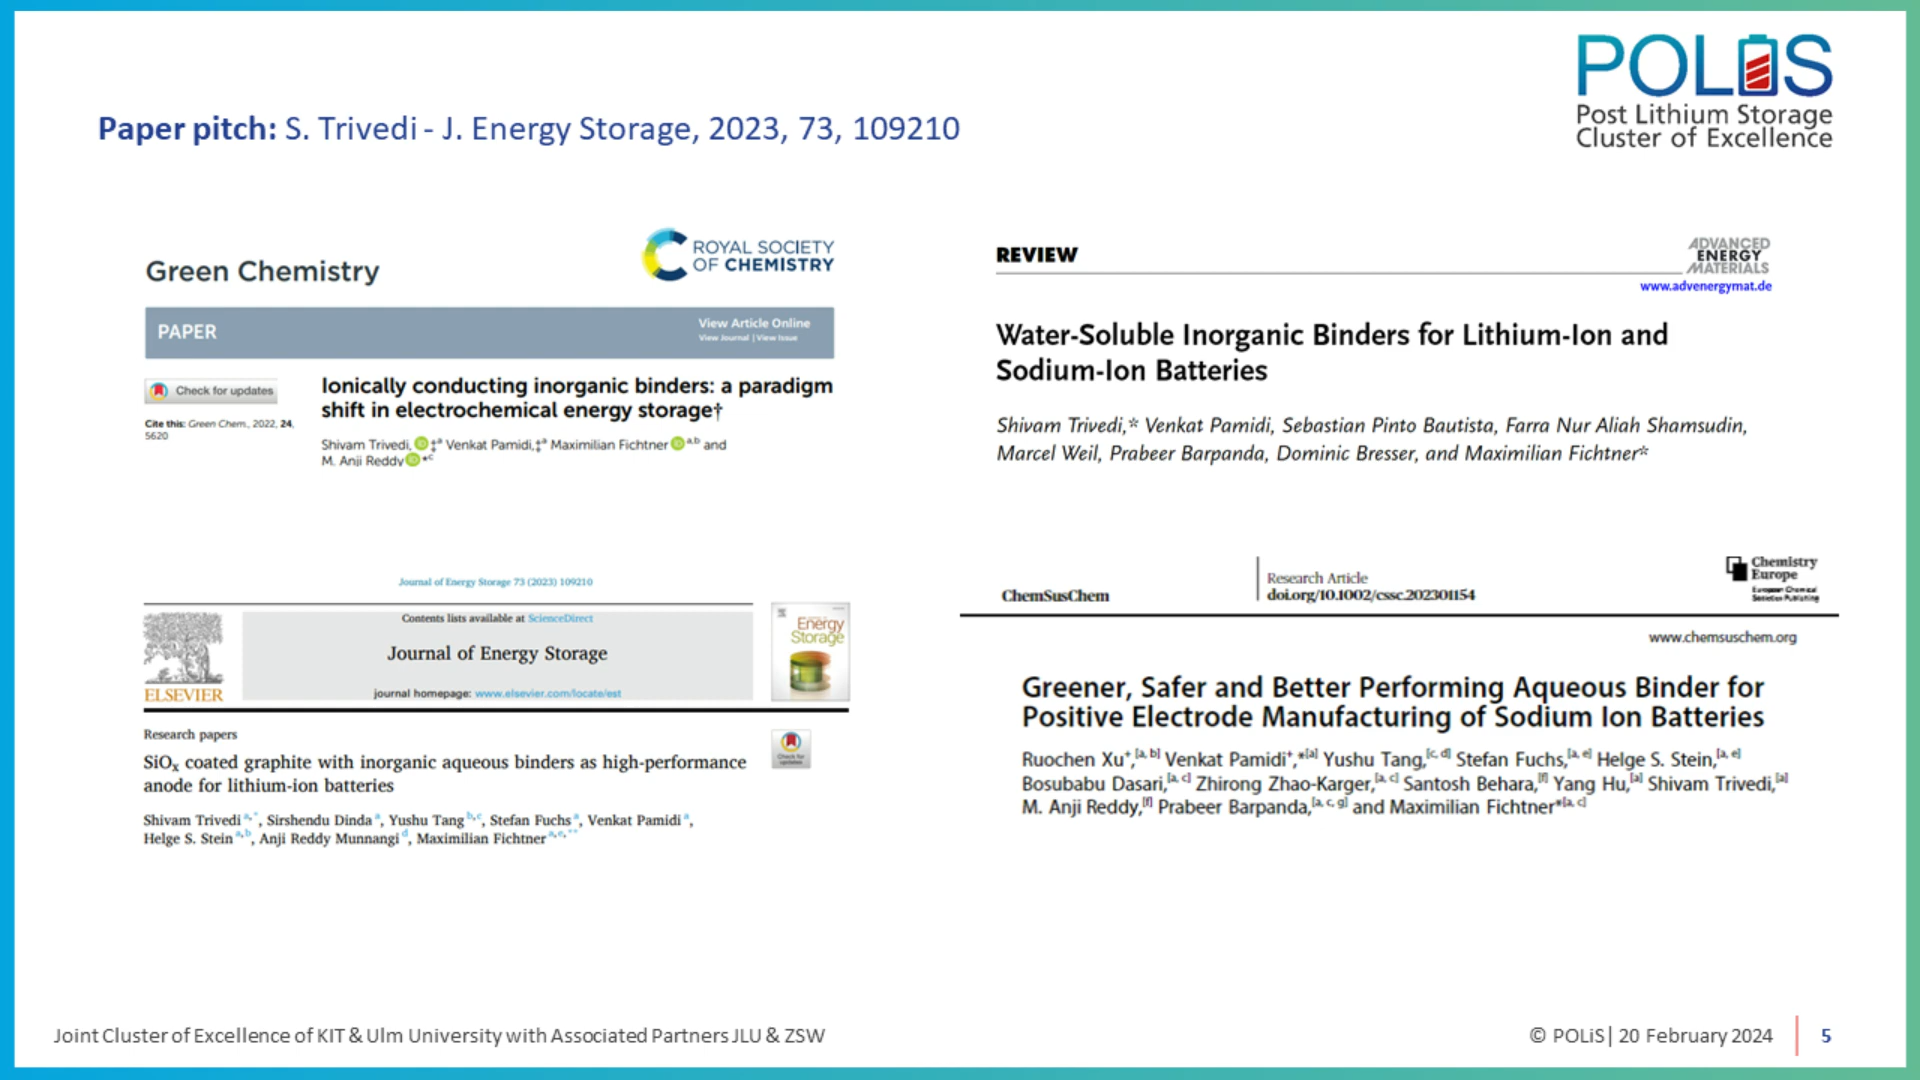 POLiS
Post Lithium Storage
Cluster of Excellence
Paper pitch: S. Trivedi - J. Energy Storage, 2023, 73, 109210
Green Chemistry
ROYAL SOCIETY
OF CHEMISTRY
PAPER
View Article Online
View Journal | View Issue
Check for updates
Cite this: Green Chem., 2022, 24,
5620
Ionically conducting inorganic binders: a paradigm
shift in electrochemical energy storage†
Shivam Trivedi, ‡ᵃ Venkat Pamidi,‡ᵃ Maximilian Fichtner ᵃ,ᵇ and
M. Anji Reddy *ᶜ
REVIEW
ADVANCED
ENERGY
MATERIALS
www.advenergymat.de
Water-Soluble Inorganic Binders for Lithium-Ion and
Sodium-Ion Batteries
Shivam Trivedi,* Venkat Pamidi, Sebastian Pinto Bautista, Farra Nur Aliah Shamsudin,
Marcel Weil, Prabeer Barpanda, Dominic Bresser, and Maximilian Fichtner*
Journal of Energy Storage 73 (2023) 109210
Contents lists available at ScienceDirect
Journal of Energy Storage
journal homepage: www.elsevier.com/locate/est
ELSEVIER
Energy
Storage
Research papers
Check for
updates
SiOₓ coated graphite with inorganic aqueous binders as high-performance
anode for lithium-ion batteries
Shivam Trivedi a,*, Sirshendu Dinda a, Yushu Tang b,c, Stefan Fuchs a, Venkat Pamidi a,
Helge S. Stein a,b, Anji Reddy Munnangi d, Maximilian Fichtner a,e,**
ChemSusChem
Research Article
doi.org/10.1002/cssc.202301154
Chemistry
Europe
European Chemical
Societies Publishing
www.chemsuschem.org
Greener, Safer and Better Performing Aqueous Binder for
Positive Electrode Manufacturing of Sodium Ion Batteries
Ruochen Xu⁺,[a, b] Venkat Pamidi⁺,*[a] Yushu Tang,[c, d] Stefan Fuchs,[a, e] Helge S. Stein,[a, e]
Bosubabu Dasari,[a, c] Zhirong Zhao-Karger,[a, c] Santosh Behara,[f] Yang Hu,[a] Shivam Trivedi,[a]
M. Anji Reddy,[f] Prabeer Barpanda,[a, c, g] and Maximilian Fichtner*[a, c]
Joint Cluster of Excellence of KIT & Ulm University with Associated Partners JLU & ZSW
© POLiS| 20 February 2024
5